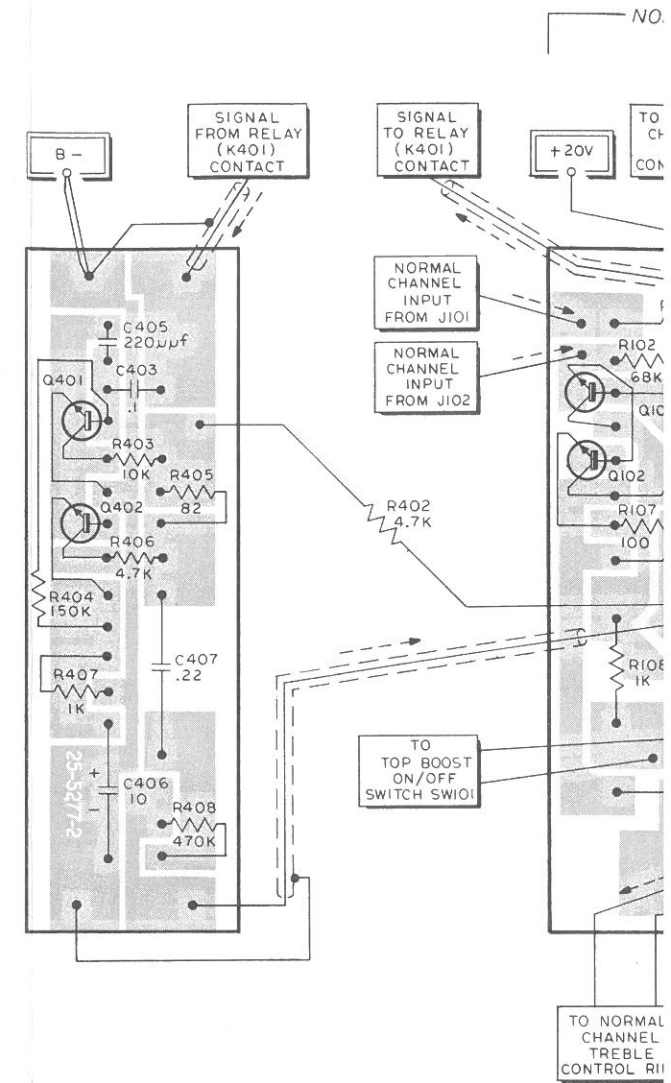 NO.
SIGNAL
FROM RELAY
(K401)
CONTACT
SIGNAL
TO RELAY
(K401)
CONTACT
B -
+20V
TO
CH
CON
NORMAL
CHANNEL
INPUT
FROM J101
NORMAL
CHANNEL
INPUT
FROM J102
C405
220µµf
C403
.1
Q401
R403
10K
R405
82
Q402
R406
4.7K
R404
150K
R407
1K
C407
.22
+
C406
10
-
25-5277-2
R408
470K
R402
4.7K
R102
68K
Q10
Q102
R107
100
R108
1K
TO
TOP BOOST
ON/OFF
SWITCH SW101
TO NORMAL
CHANNEL
TREBLE
CONTROL RI